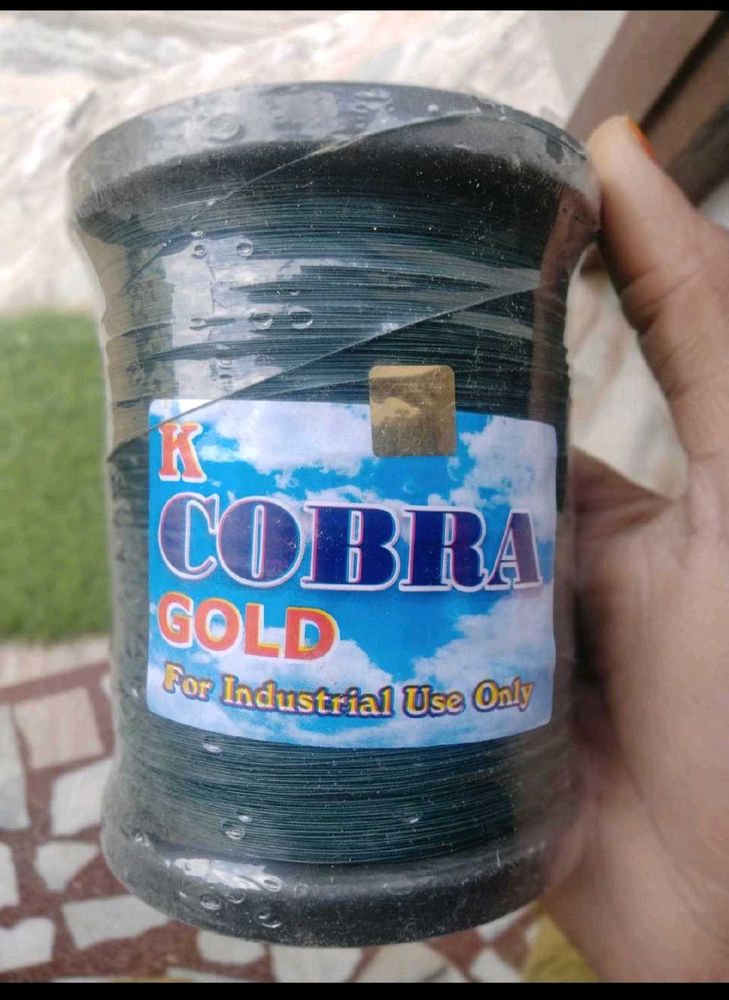 K
COBRA
GOLD
For Industrial Use Only